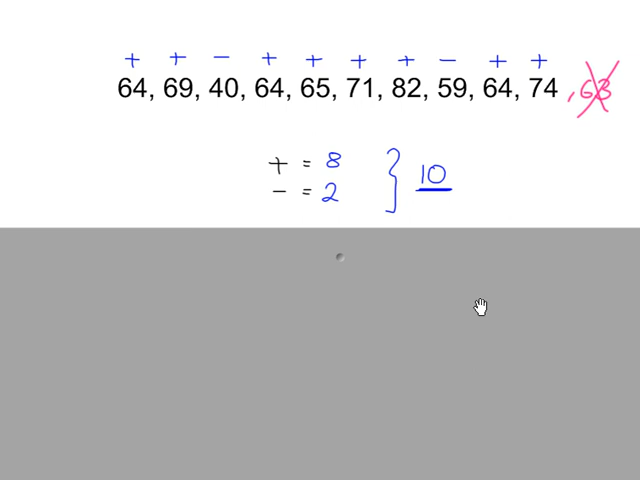 + + - + + + + - + +
64, 69, 40, 64, 65, 71, 82, 59, 64, 74 , 63
+ = 8
- = 2 } 10